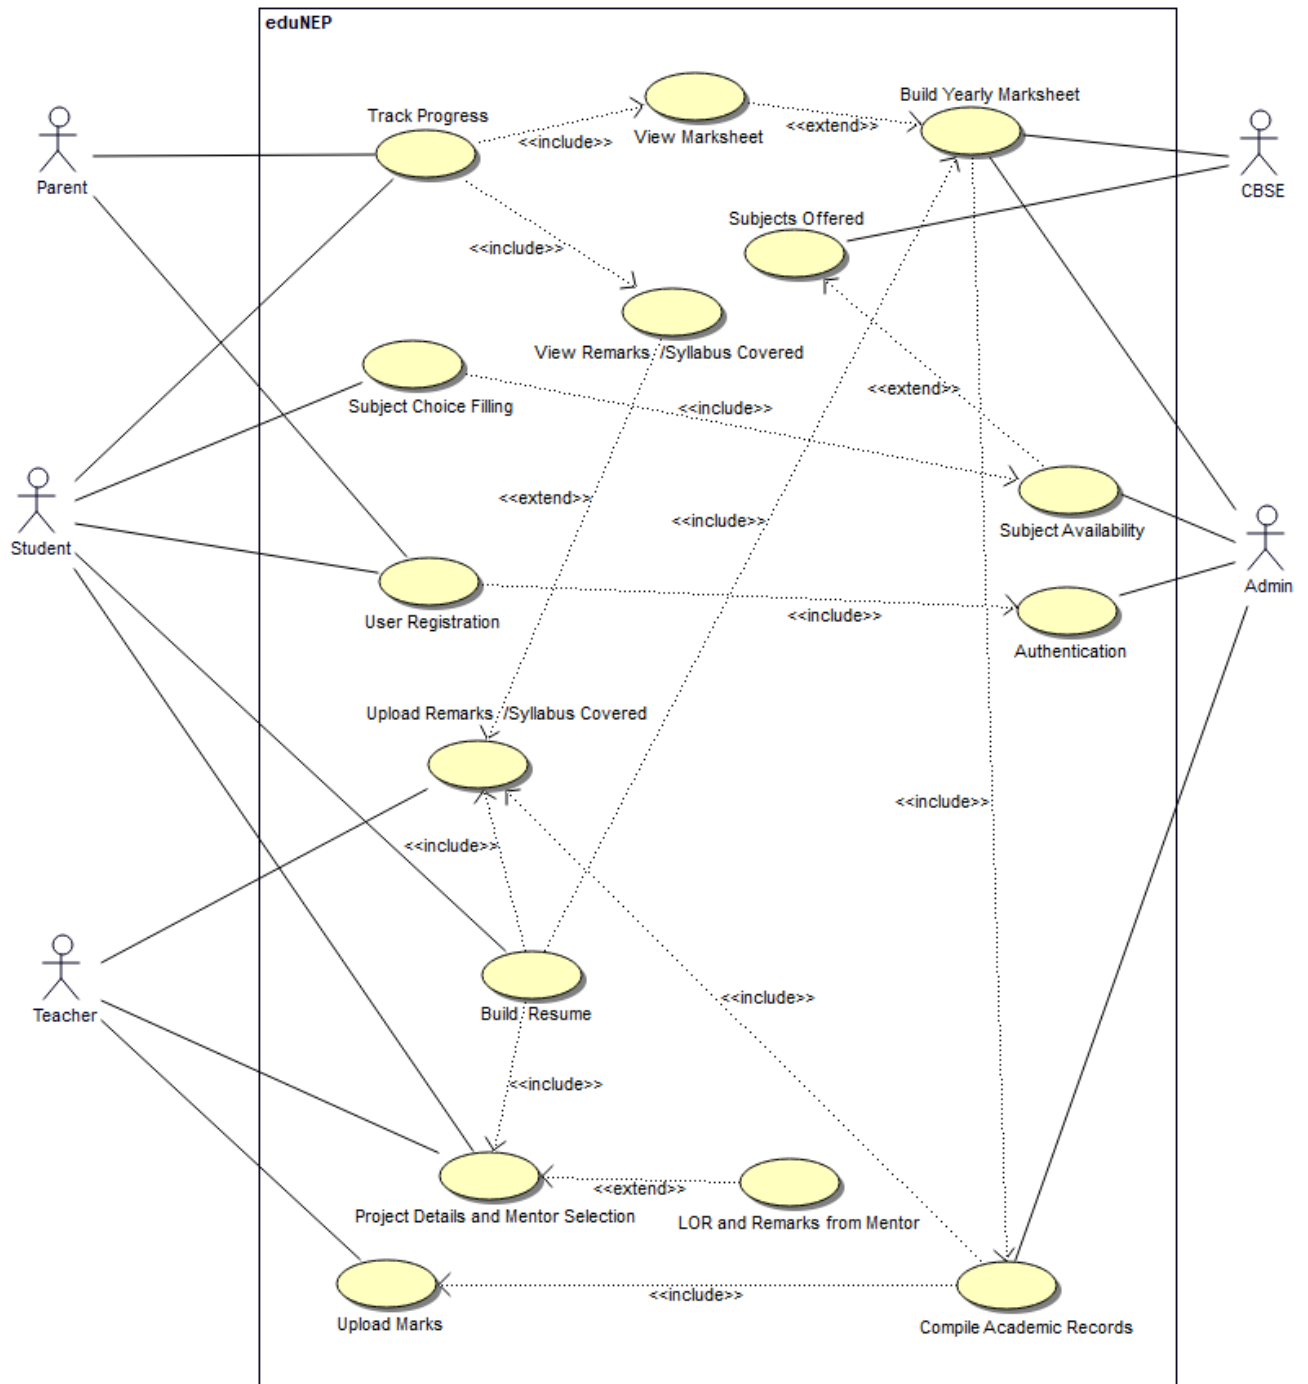 eduNEP
Build Yearly Marksheet
Track Progress
<<extend>>
View Marksheet
<<include>>
Parent
CBSE
Subjects Offered
<<include>>
View Remarks /Syllabus Covered
<<extend>>
Subject Choice Filling
<<include>>
<<extend>>
<<include>>
Subject Availability
Student
Admin
<<include>>
User Registration
Authentication
Upload Remarks /Syllabus Covered
<<include>>
<<include>>
<<include>>
Build Resume
Teacher
<<include>>
<<extend>>
Project Details and Mentor Selection
LOR and Remarks from Mentor
<<include>>
Upload Marks
Compile Academic Records